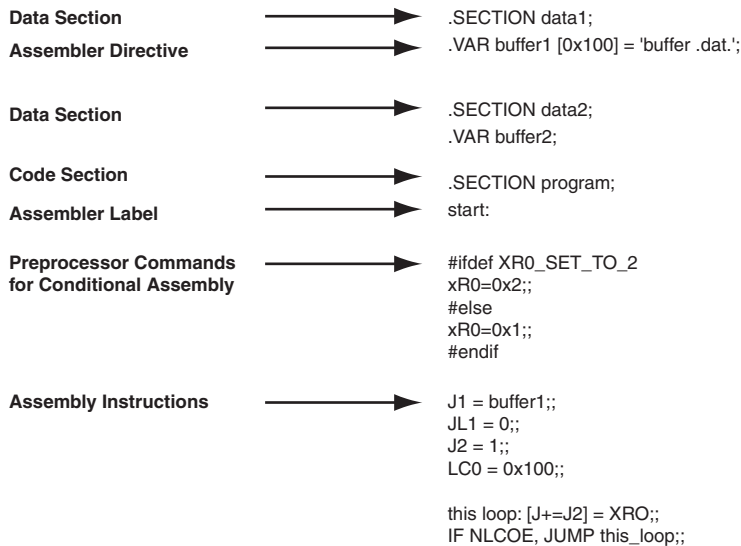 Data Section .SECTION data1;
Assembler Directive .VAR buffer1 [0x100] = 'buffer .dat.';
Data Section .SECTION data2;
.VAR buffer2;
Code Section .SECTION program;
Assembler Label start:
Preprocessor Commands #ifdef XR0_SET_TO_2
for Conditional Assembly xR0=0x2;;
#else
xR0=0x1;;
#endif
Assembly Instructions J1 = buffer1;;
JL1 = 0;;
J2 = 1;;
LC0 = 0x100;;
this loop: [J+=J2] = XRO;;
IF NLCOE, JUMP this_loop;;